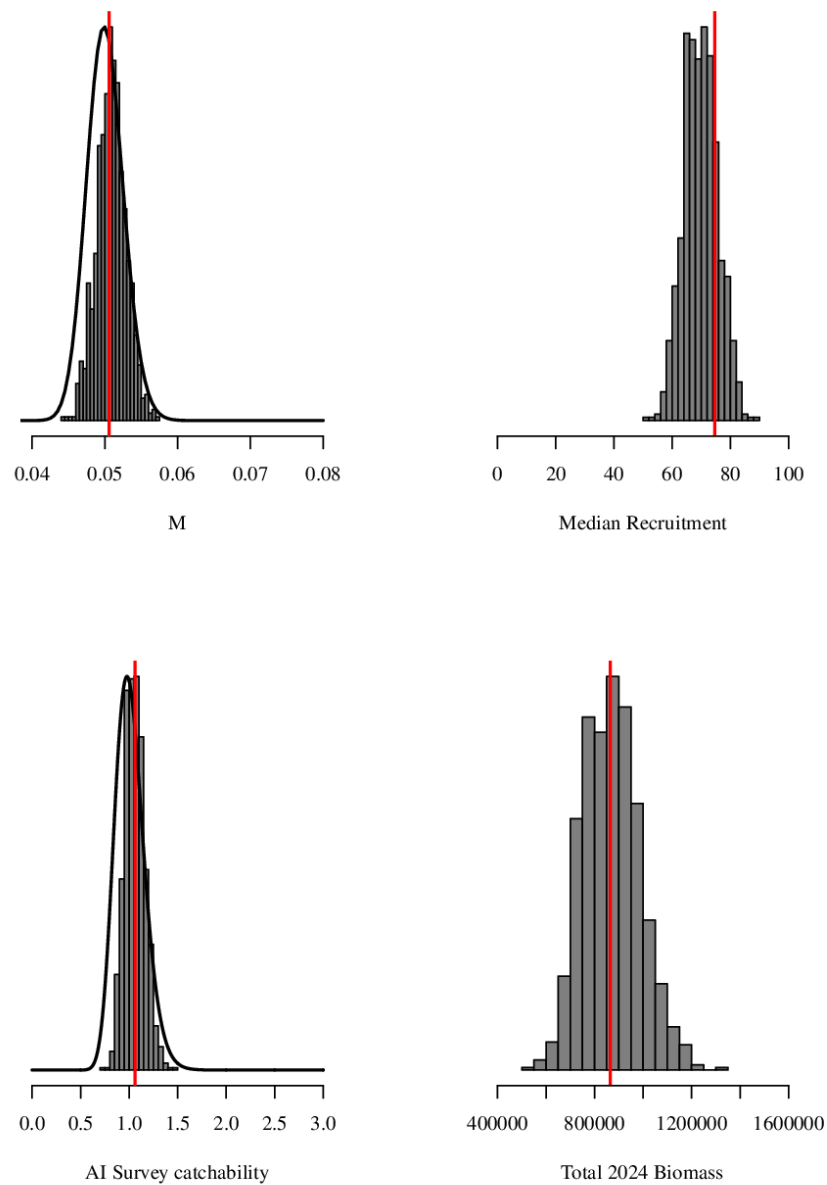 0.04 0.05 0.06 0.07 0.08
M
0 20 40 60 80 100
Median Recruitment
0.0 0.5 1.0 1.5 2.0 2.5 3.0
AI Survey catchability
400000 800000 1200000 1600000
Total 2024 Biomass